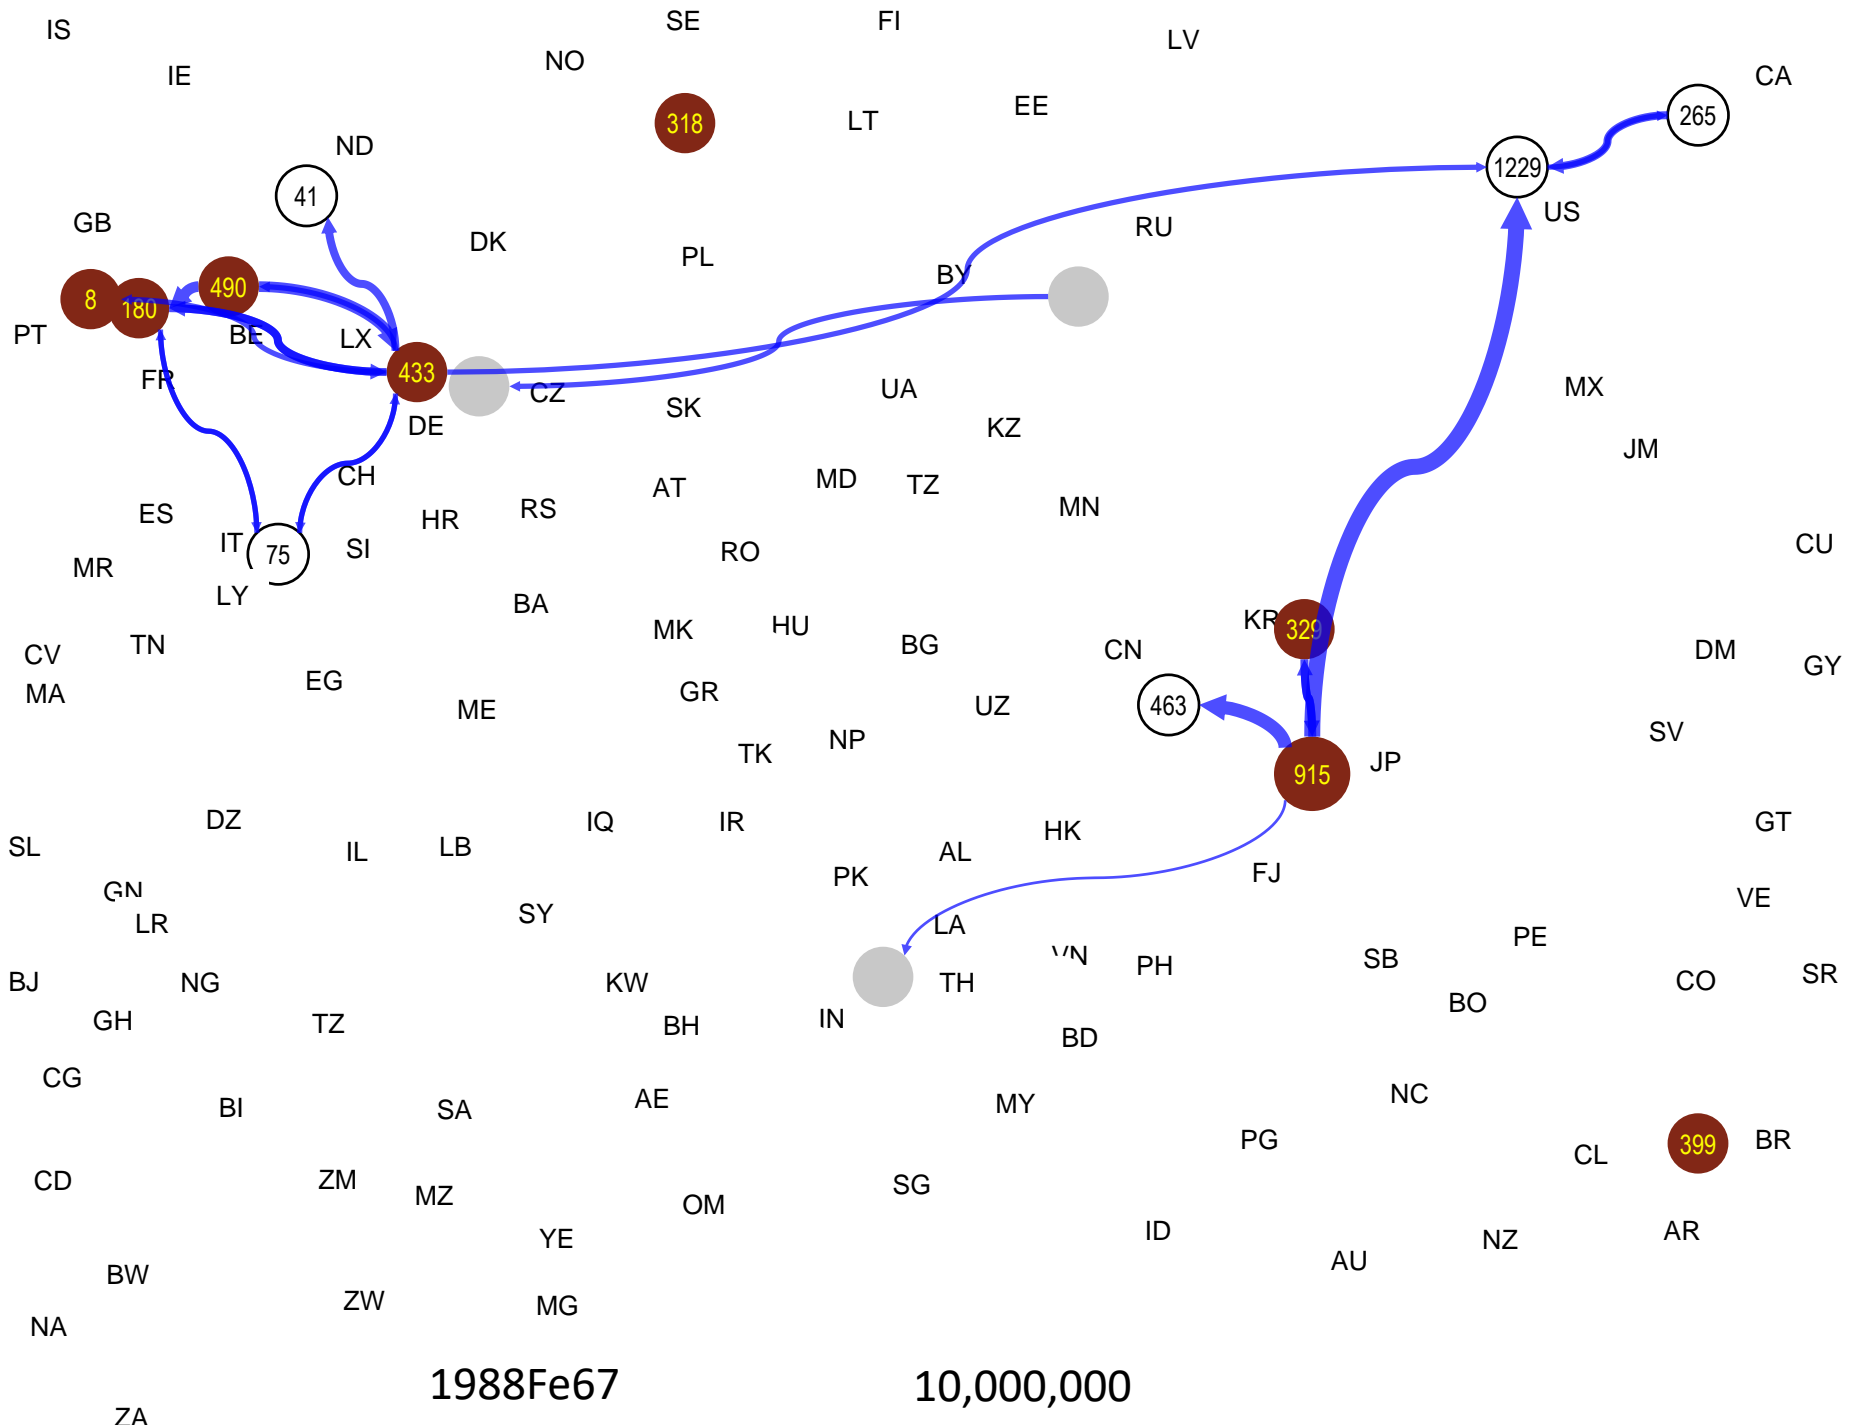 IS
SE
FI
LV
NO
IE
CA
EE
265
LT
318
ND
1229
41
US
GB
RU
DK
PL
BY
490
8
180
PT
BE
LX
433
FR
CZ
UA
MX
SK
DE
KZ
JM
CH
MD
TZ
AT
MN
ES
HR
RS
IT
75
SI
RO
CU
MR
LY
BA
KR
329
MK
HU
TN
BG
CN
DM
CV
GY
MA
EG
GR
ME
UZ
463
SV
NP
TK
JP
915
DZ
IQ
IR
HK
GT
SL
IL
LB
AL
PK
FJ
GN
VE
LR
SY
LA
PE
VN
PH
SB
BJ
NG
KW
TH
CO
SR
BO
GH
TZ
BH
IN
BD
CG
NC
BI
SA
AE
MY
PG
399
BR
CL
CD
ZM
MZ
SG
OM
YE
ID
NZ
AR
AU
BW
ZW
MG
NA
1988Fe67
10,000,000
ZA